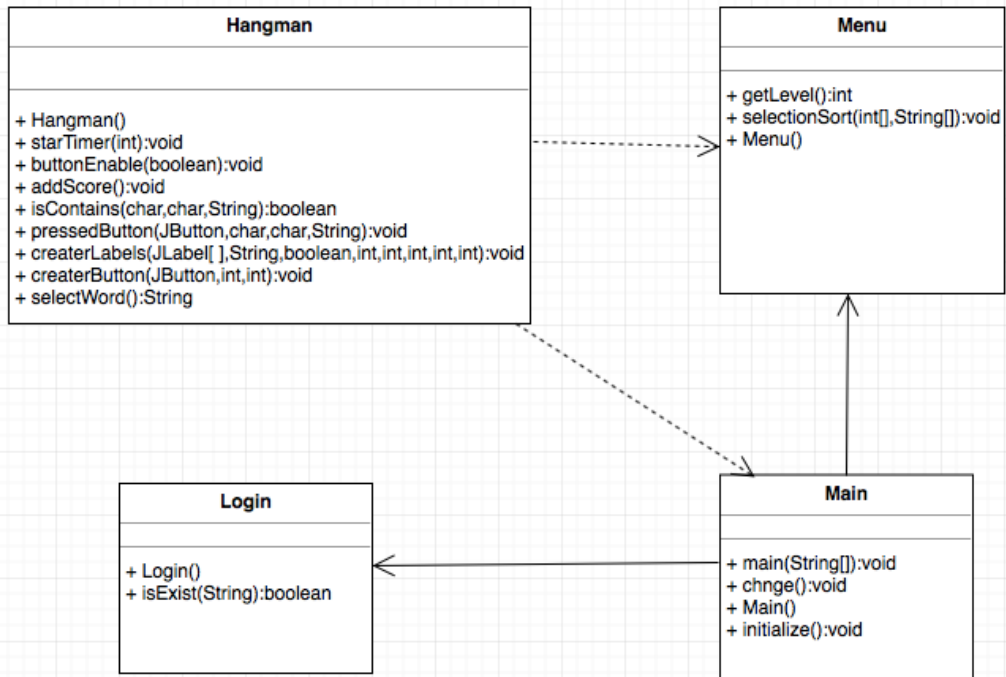 Hangman
+ Hangman()
+ starTimer(int):void
+ buttonEnable(boolean):void
+ addScore():void
+ isContains(char,char,String):boolean
+ pressedButton(JButton,char,char,String):void
+ createrLabels(JLabel[ ],String,boolean,int,int,int,int,int):void
+ createrButton(JButton,int,int):void
+ selectWord():String
Menu
+ getLevel():int
+ selectionSort(int[],String[]):void
+ Menu()
Login
+ Login()
+ isExist(String):boolean
Main
+ main(String[]):void
+ chnge():void
+ Main()
+ initialize():void